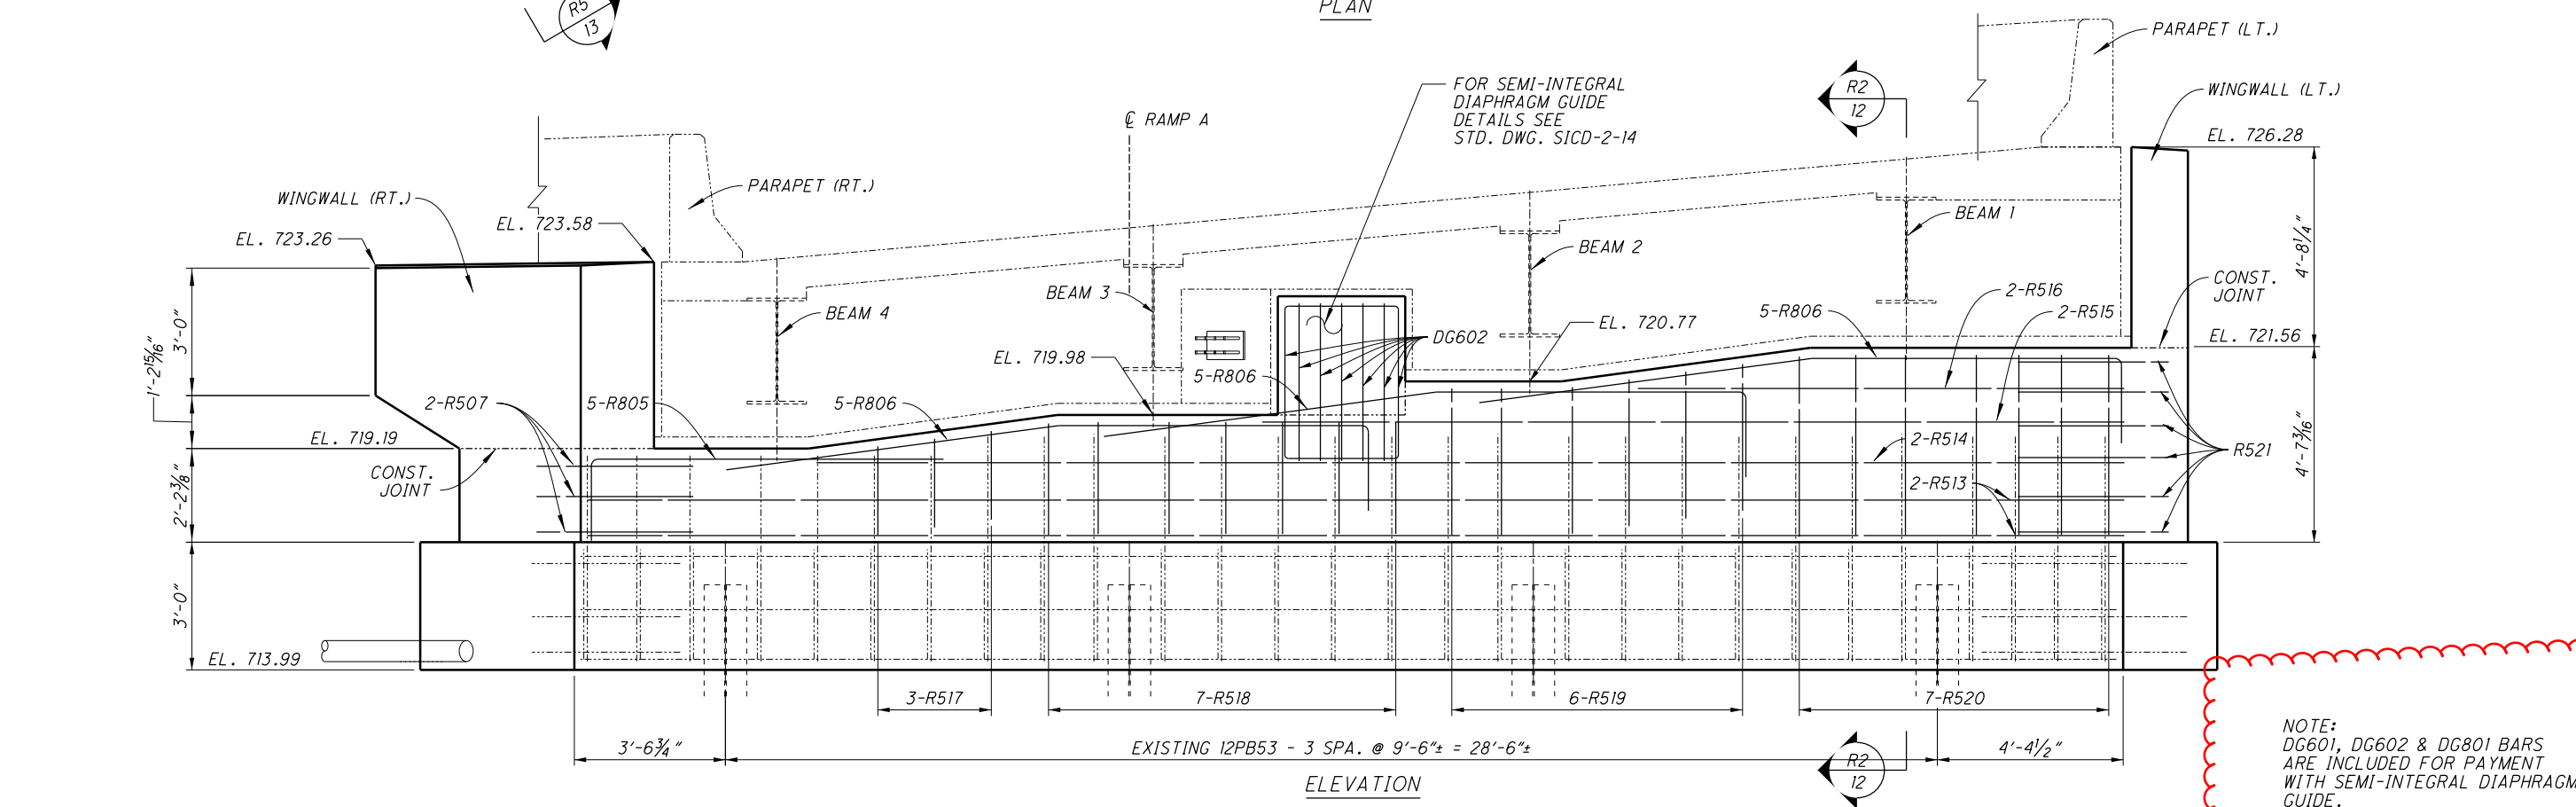 R5
13
PLAN
PARAPET (LT.)
FOR SEMI-INTEGRAL
DIAPHRAGM GUIDE
DETAILS SEE
STD. DWG. SICD-2-14
R2
12
WINGWALL (LT.)
℄ RAMP A
EL. 726.28
PARAPET (RT.)
WINGWALL (RT.)
EL. 723.58
BEAM 1
EL. 723.26
BEAM 2
4'-8¼"
CONST.
JOINT
BEAM 3
2-R516
BEAM 4
5-R806
2-R515
3'-0"
EL. 720.77
DG602
EL. 721.56
EL. 719.98
1'-215/16"
5-R806
2-R507
5-R805
5-R806
EL. 719.19
2-R514
R521
4'-7 3/16"
CONST.
JOINT
2-R513
2'-2⅜"
3'-0"
EL. 713.99
3-R517
7-R518
6-R519
7-R520
3'-6¾"
EXISTING 12PB53 - 3 SPA. @ 9'-6"± = 28'-6"±
4'-4½"
R2
12
ELEVATION
NOTE:
DG601, DG602 & DG801 BARS
ARE INCLUDED FOR PAYMENT
WITH SEMI-INTEGRAL DIAPHRAGM
GUIDE.